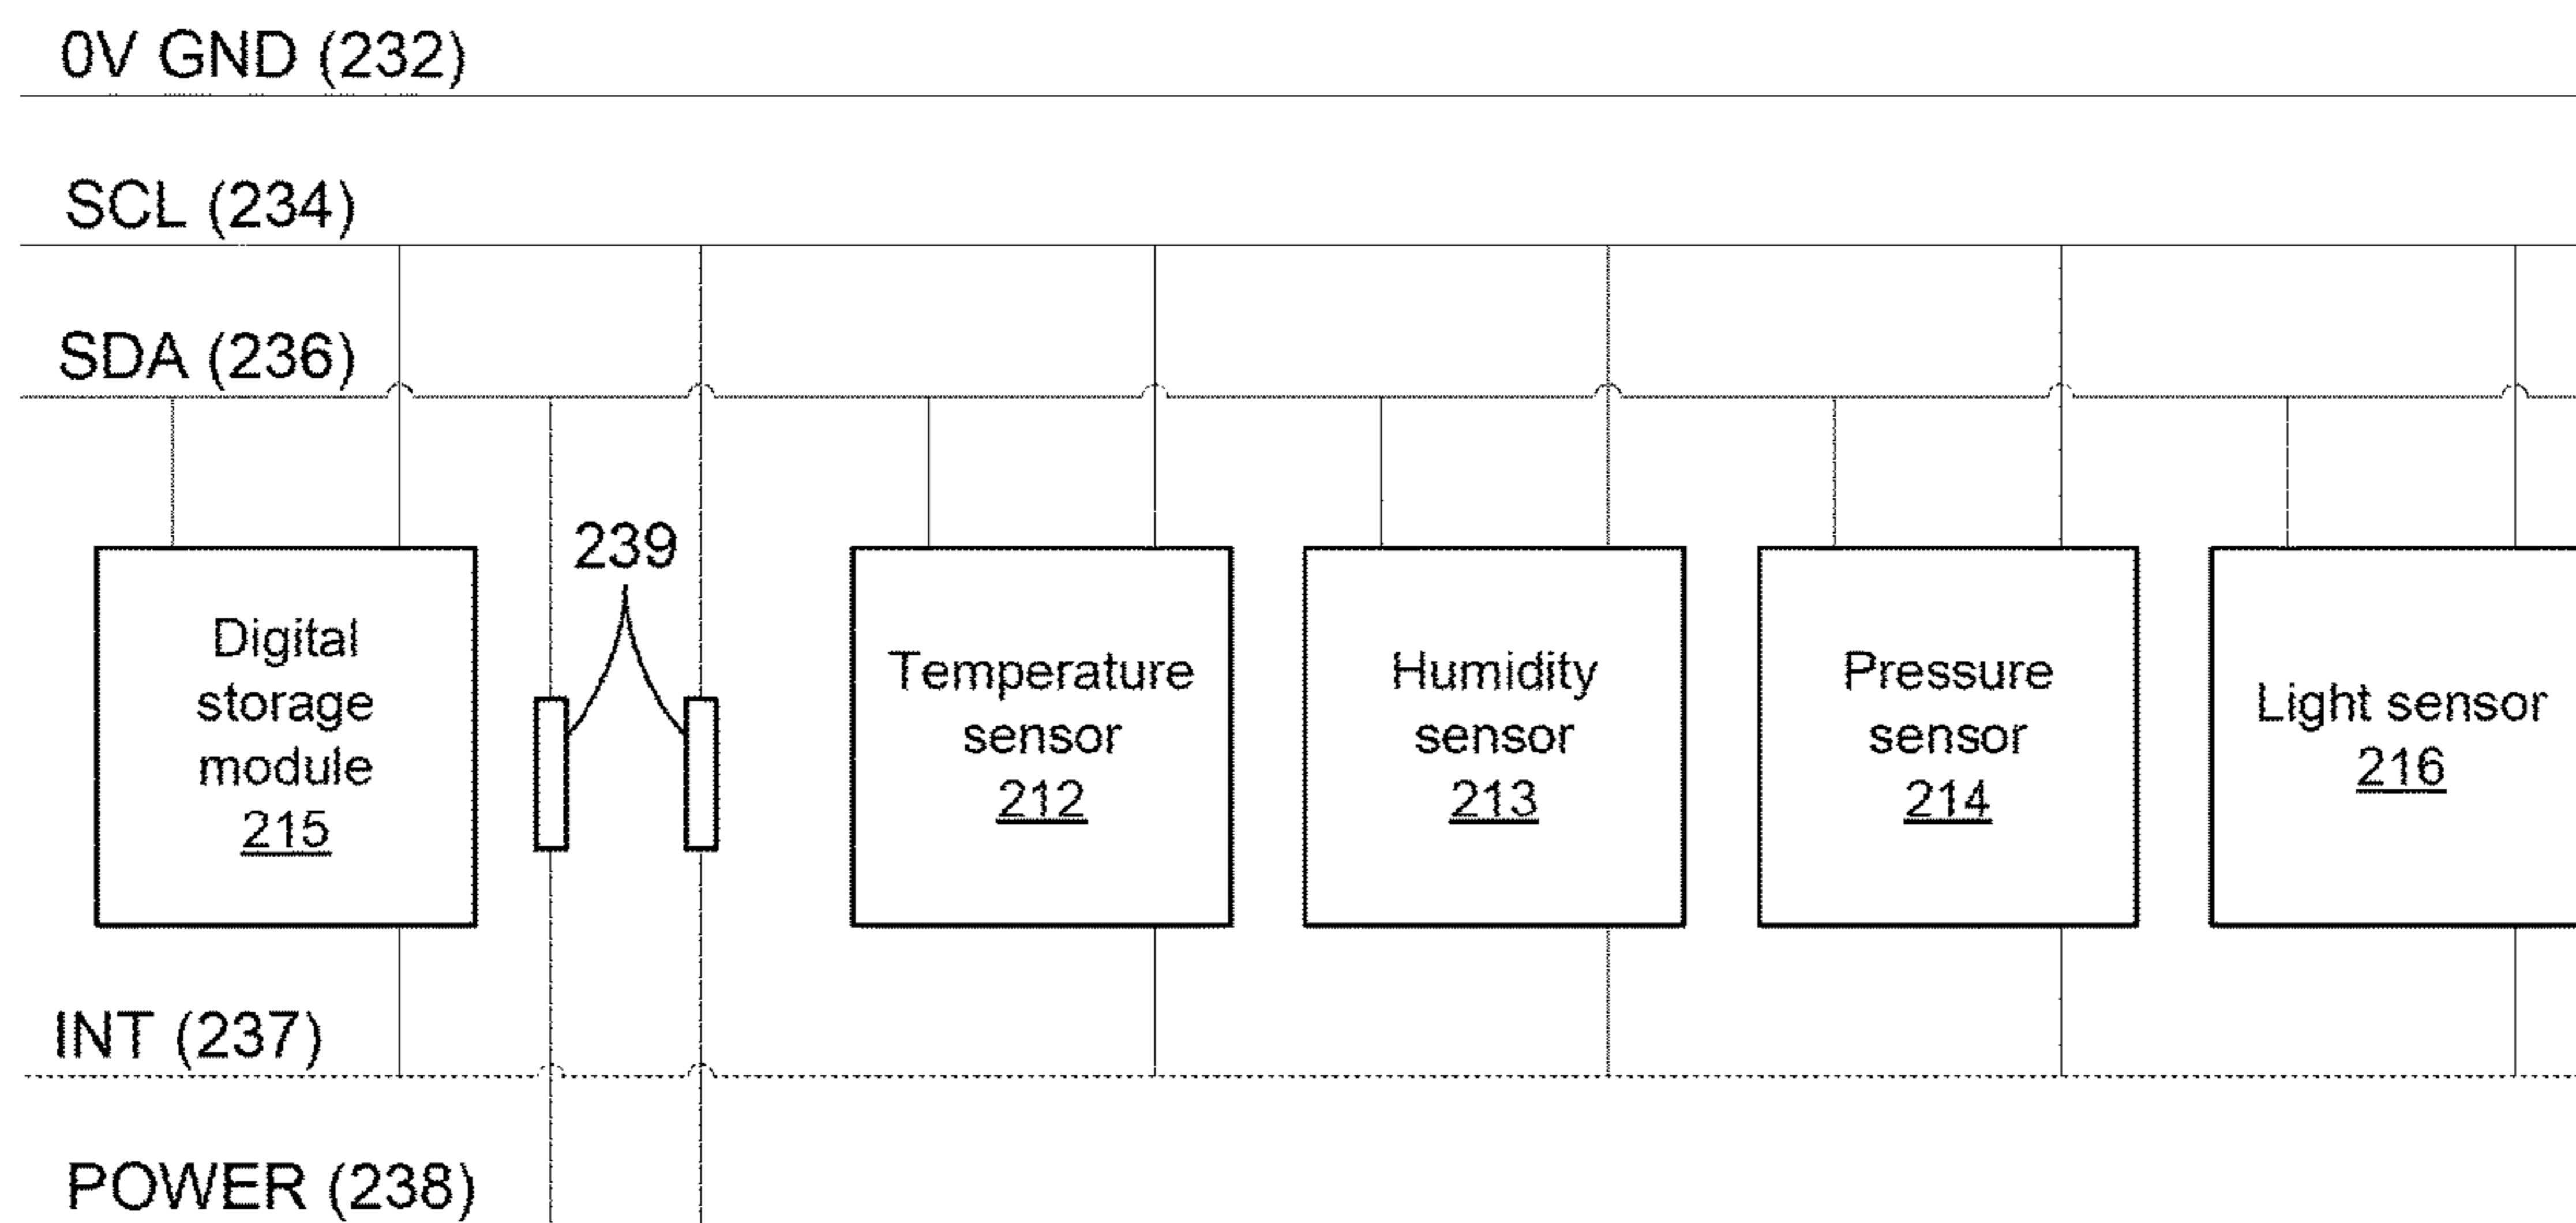 0V GND (232)
SCL (234)
SDA (236)
239
Digital
storage
module
215
Temperature
sensor
212
Humidity
sensor
213
Pressure
sensor
214
Light sensor
216
INT (237)
POWER (238)